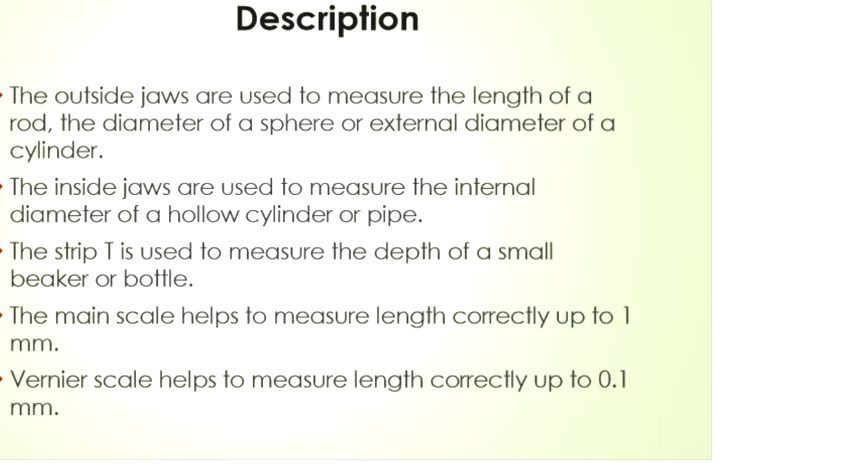 Description
The outside jaws are used to measure the length of a
rod, the diameter of a sphere or external diameter of a
cylinder.
The inside jaws are used to measure the internal
diameter of a hollow cylinder or pipe.
The strip T is used to measure the depth of a small
beaker or bottle.
The main scale helps to measure length correctly up to 1
mm.
Vernier scale helps to measure length correctly up to 0.1
mm.